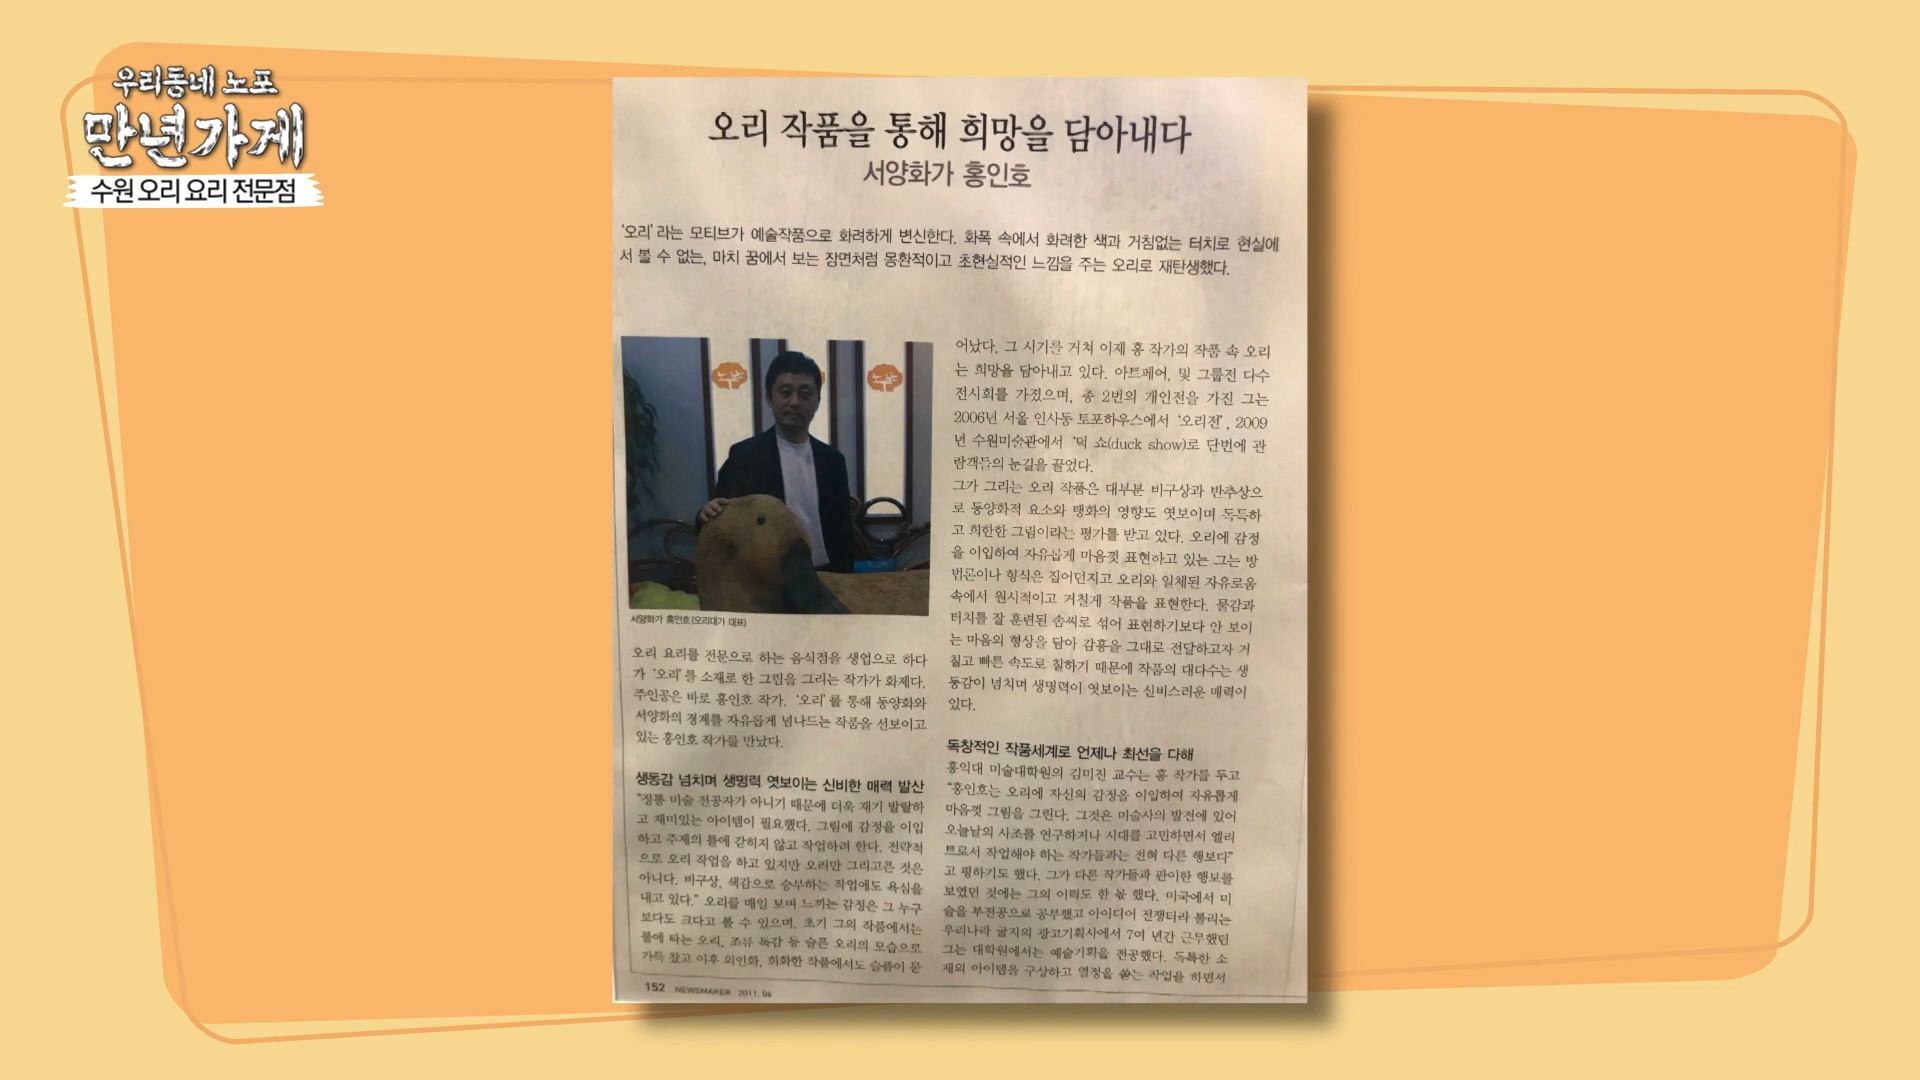 우리동네 노포
만년가게
수원 오리 요리 전문점
오리 작품을 통해 희망을 담아내다
서양화가 홍인호
'오리'라는 모티브가 예술작품으로 화려하게 변신한다. 화폭 속에서 화려한 색과 거침없는 터치로 현실에
서 볼 수 없는, 마치 꿈에서 보는 장면처럼 몽환적이고 초현실적인 느낌을 주는 오리로 재탄생했다.
서양화가 홍인호(오리대가 대표)
오리 요리를 전문으로 하는 음식점을 생업으로 하다
가 '오리'를 소재로 한 그림을 그리는 작가가 화제다.
주인공은 바로 홍인호 작가. '오리'를 통해 동양화와
서양화의 경계를 자유롭게 넘나드는 작품을 선보이고
있는 홍인호 작가를 만났다.
생동감 넘치며 생명력 엿보이는 신비한 매력 발산
"정통 미술 전공자가 아니기 때문에 더욱 재기 발랄하
고 재미있는 아이템이 필요했다. 그림에 감정을 이입
하고 주제의 틀에 갇히지 않고 작업하려 한다. 전략적
으로 오리 작업을 하고 있지만 오리만 그리고픈 것은
아니다. 비구상, 색감으로 승부하는 작업에도 욕심을
내고 있다." 오리를 매일 보며 느끼는 감정은 그 누구
보다도 크다고 볼 수 있으며, 초기 그의 작품에서는
불에 타는 오리, 조류 독감 등 슬픈 오리의 모습으로
가득 찼고 이후 의인화, 희화한 작품에서도 슬픔이 묻
152 NEWSMAKER 2011. 06
어났다. 그 시기를 거쳐 이제 홍 작가의 작품 속 오리
는 희망을 담아내고 있다. 아트페어, 및 그룹전 다수
전시회를 가졌으며, 총 2번의 개인전을 가진 그는
2006년 서울 인사동 토포하우스에서 '오리전', 2009
년 수원미술관에서 '덕 쇼(duck show)로 단번에 관
람객들의 눈길을 끌었다.
그가 그리는 오리 작품은 대부분 비구상과 반추상으
로 동양화적 요소와 탱화의 영향도 엿보이며 독특하
고 희한한 그림이라는 평가를 받고 있다. 오리에 감정
을 이입하여 자유롭게 마음껏 표현하고 있는 그는 방
법론이나 형식은 집어던지고 오리와 일체된 자유로움
속에서 원시적이고 거칠게 작품을 표현한다. 물감과
터치를 잘 훈련된 솜씨로 섞어 표현하기보다 안 보이
는 마음의 형상을 담아 감흥을 그대로 전달하고자 거
칠고 빠른 속도로 칠하기 때문에 작품의 대다수는 생
동감이 넘치며 생명력이 엿보이는 신비스러운 매력이
있다.
독창적인 작품세계로 언제나 최선을 다해
홍익대 미술대학원의 김미진 교수는 홍 작가를 두고
"홍인호는 오리에 자신의 감정을 이입하여 자유롭게
마음껏 그림을 그린다. 그것은 미술사의 발전에 있어
오늘날의 사조를 연구하거나 시대를 고민하면서 엘리
트로서 작업해야 하는 작가들과는 전혀 다른 행보다"
고 평하기도 했다. 그가 다른 작가들과 판이한 행보를
보였던 것에는 그의 이력도 한 몫 했다. 미국에서 미
술을 부전공으로 공부했고 아이디어 전쟁터라 불리는
우리나라 굴지의 광고기획사에서 7여 년간 근무했던
그는 대학원에서는 예술기획을 전공했다. 독특한 소
재의 아이템을 구상하고 열정을 쏟는 작업을 하면서